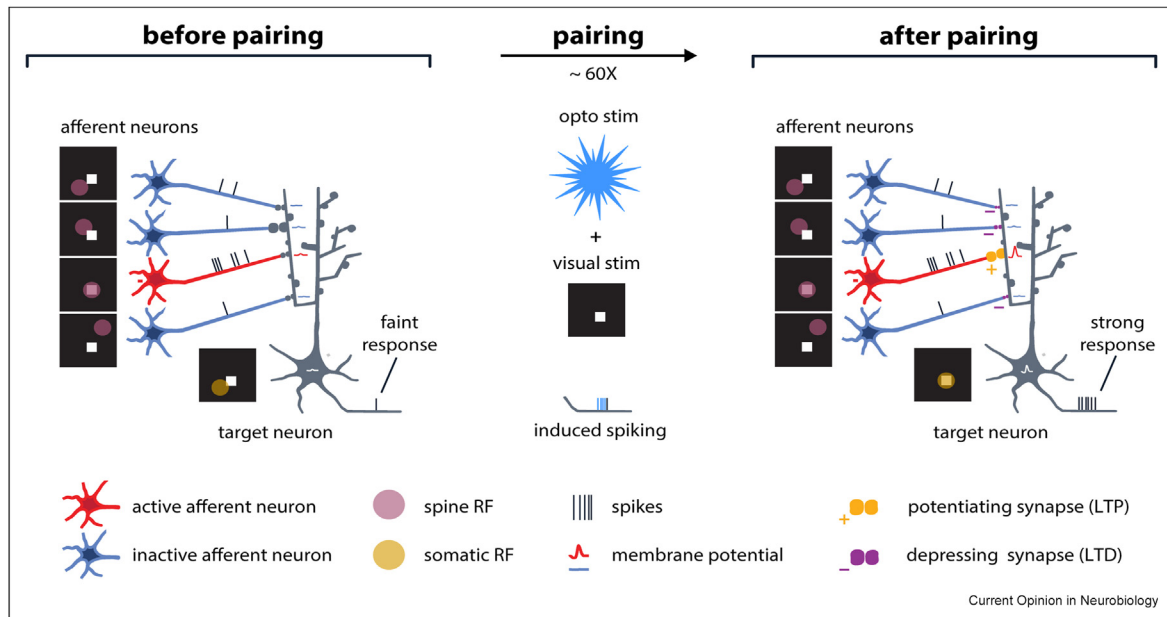 before pairing
pairing
after pairing
~ 60X
afferent neurons
opto stim
afferent neurons
+
visual stim
faint
response
strong
response
target neuron
induced spiking
target neuron
active afferent neuron
spine RF
spikes
+
potentiating synapse (LTP)
inactive afferent neuron
somatic RF
membrane potential
–
depressing synapse (LTD)
Current Opinion in Neurobiology